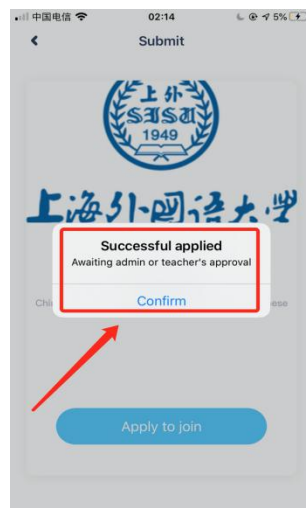 中国电信 02:14 5%
Submit
上外
SISU
1949
上海外国语大学
Successful applied
Awaiting admin or teacher's approval
Confirm
Apply to join